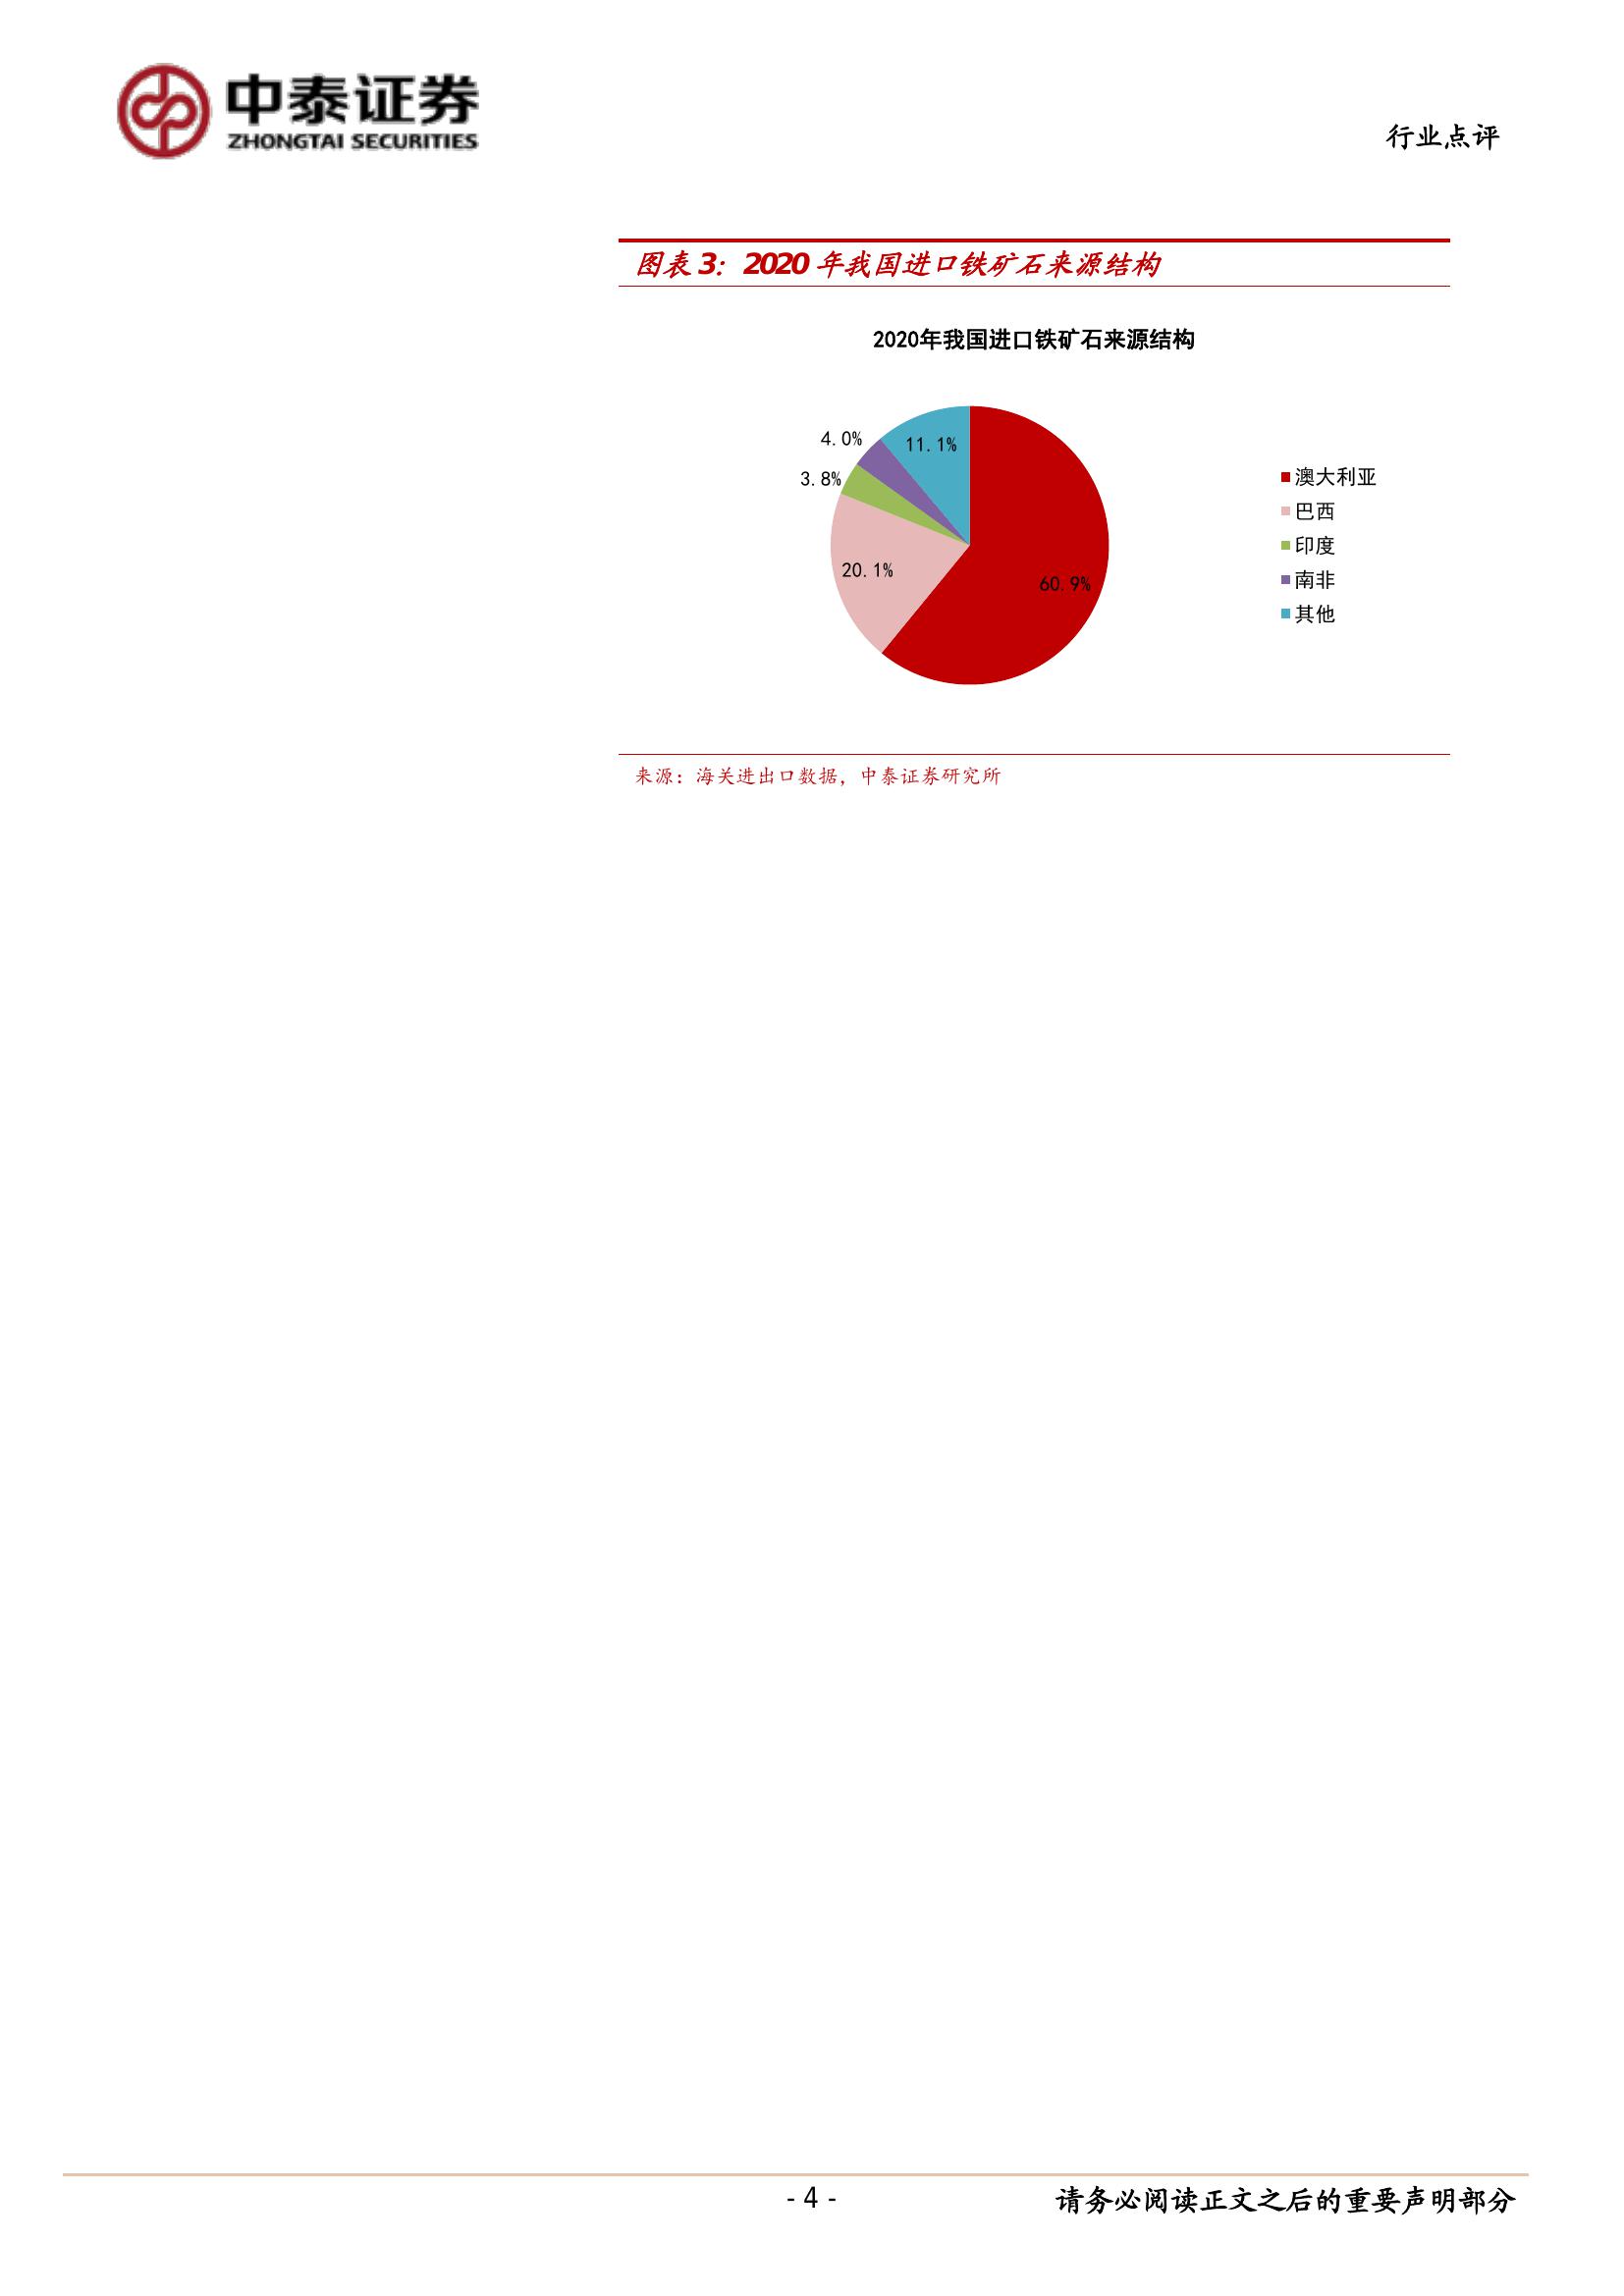 中泰证券
ZHONGTAI SECURITIES
行业点评
图表 3：2020 年我国进口铁矿石来源结构
2020年我国进口铁矿石来源结构
4.0%
11.1%
3.8%
20.1%
60.9%
澳大利亚
巴西
印度
南非
其他
来源：海关进出口数据，中泰证券研究所
- 4 -
请务必阅读正文之后的重要声明部分